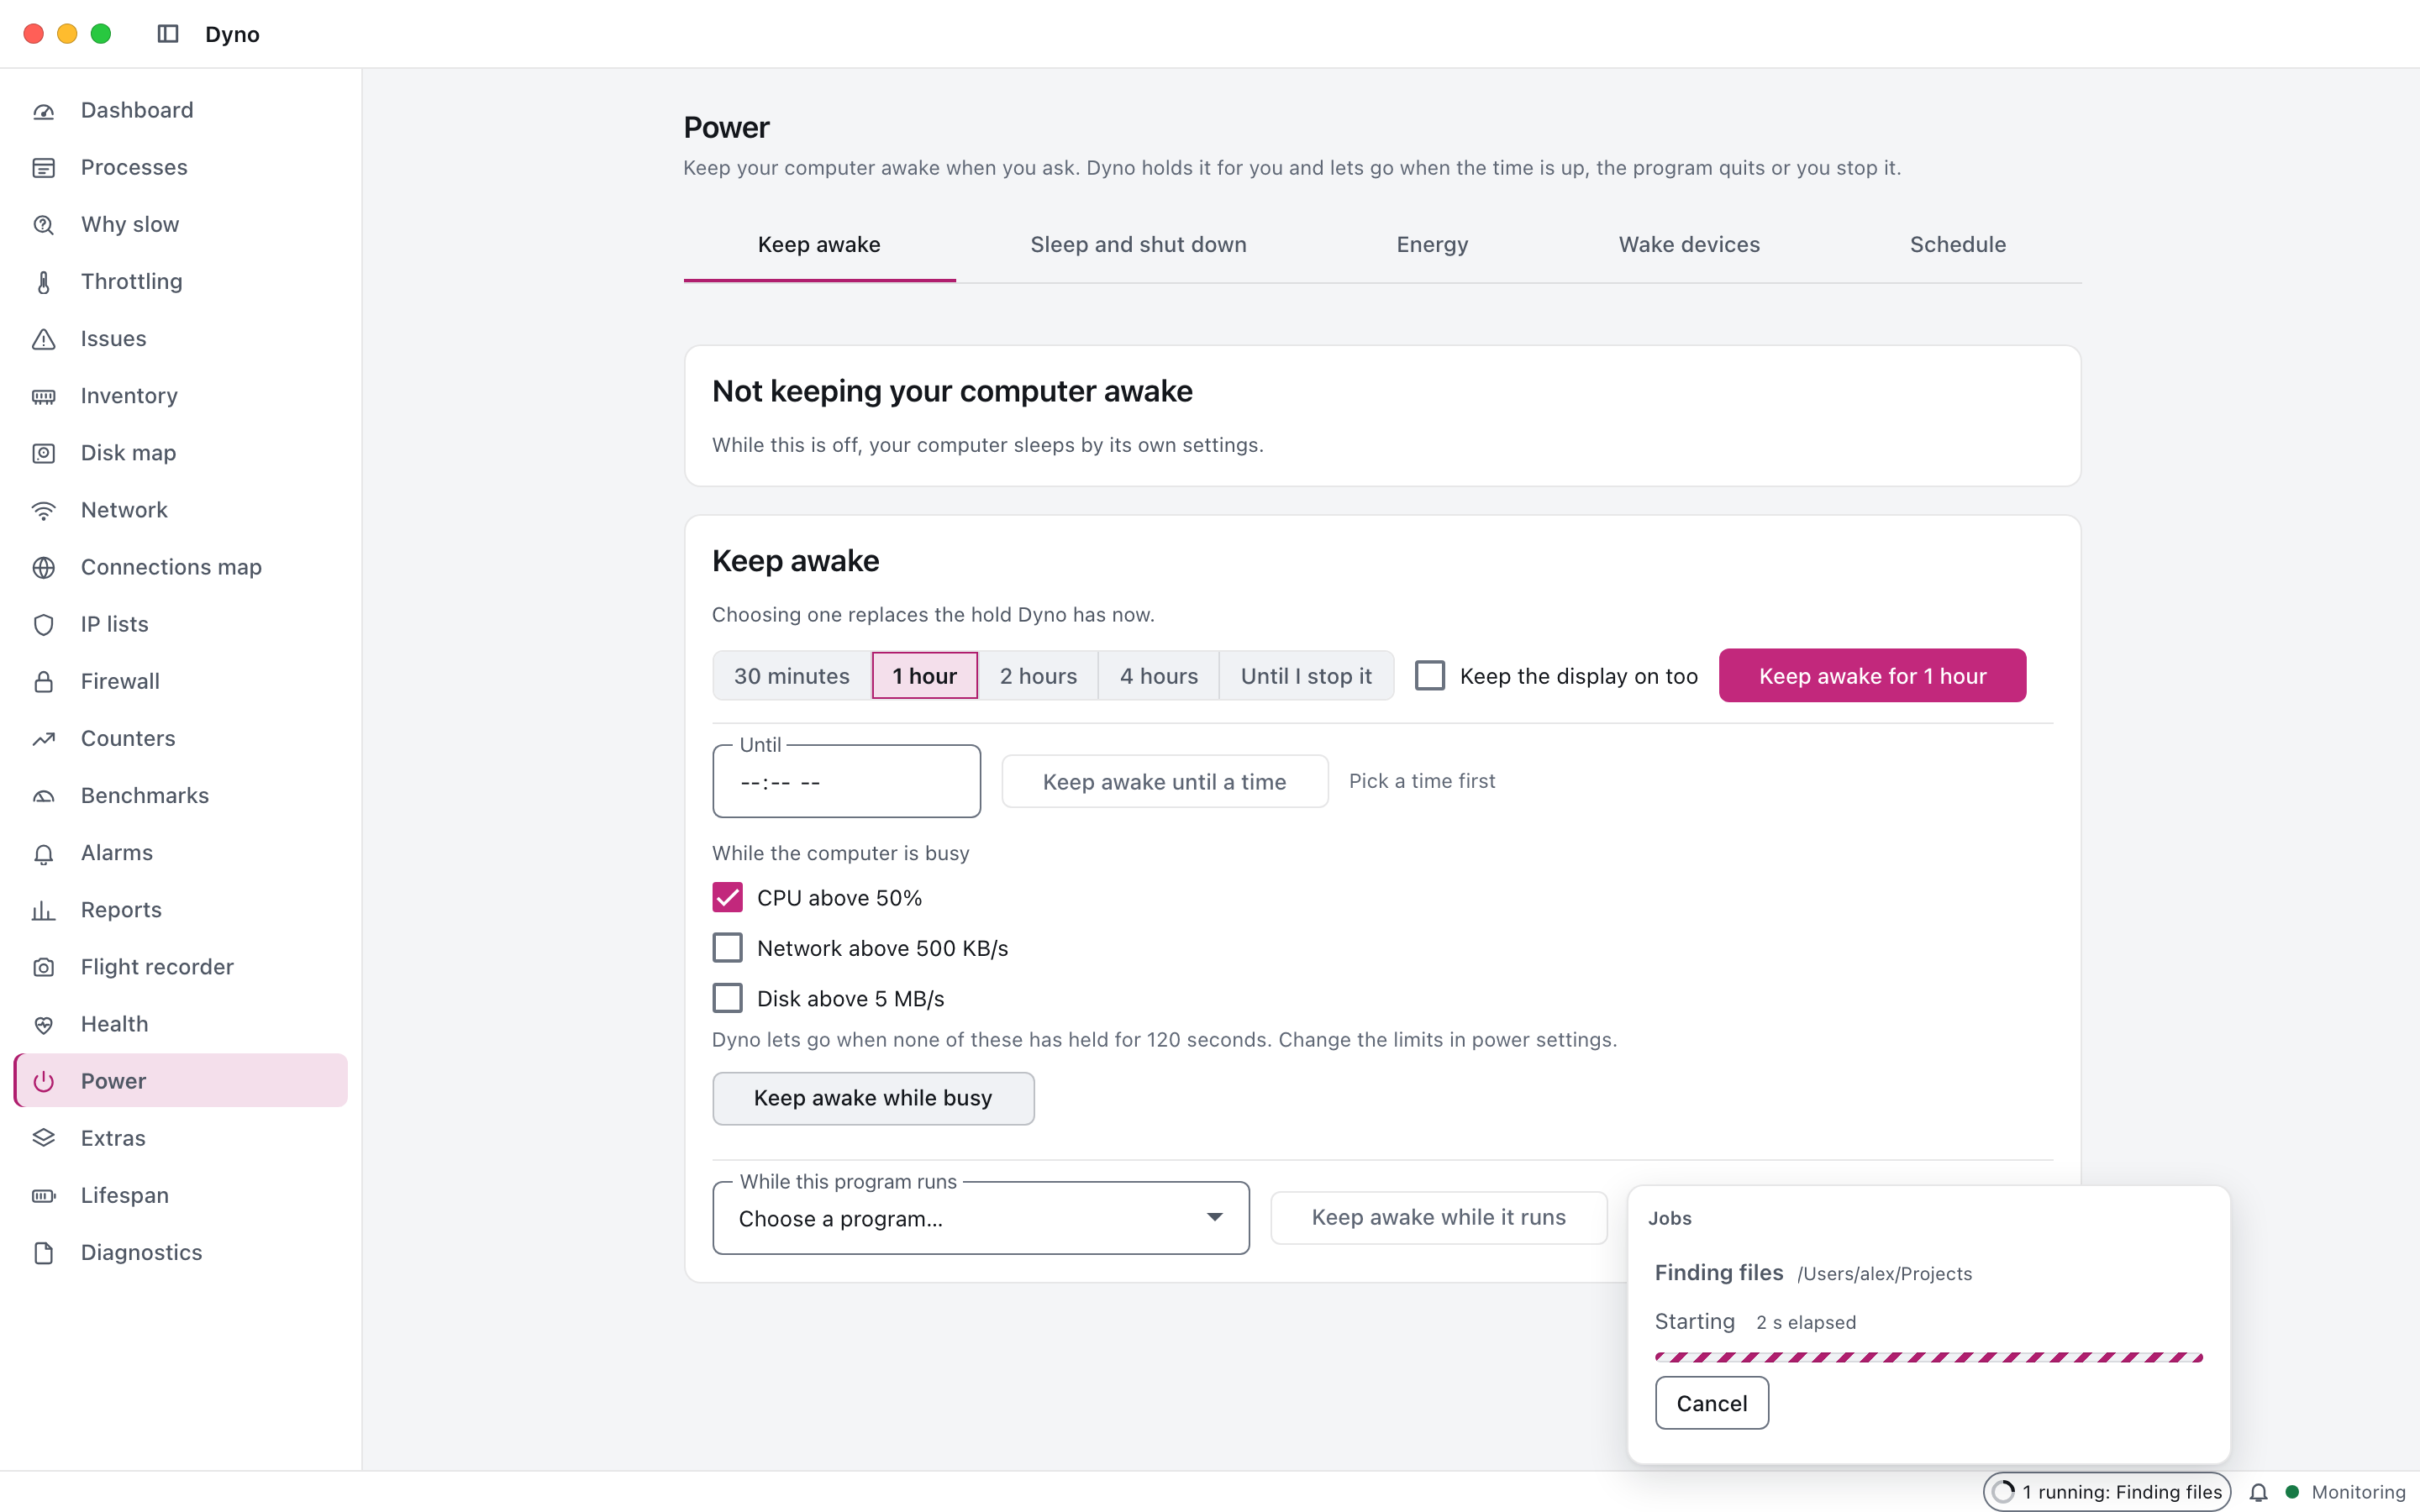 Dyno
Dashboard
Processes
Why slow
Throttling
Issues
Inventory
Disk map
Network
Connections map
IP lists
Firewall
Counters
Benchmarks
Alarms
Reports
Flight recorder
Health
Power
Extras
Lifespan
Diagnostics
Power
Keep your computer awake when you ask. Dyno holds it for you and lets go when the time is up, the program quits or you stop it.
Keep awake Sleep and shut down Energy Wake devices Schedule
Not keeping your computer awake
While this is off, your computer sleeps by its own settings.
Keep awake
Choosing one replaces the hold Dyno has now.
30 minutes 1 hour 2 hours 4 hours Until I stop it Keep the display on too Keep awake for 1 hour
Until
--:-- -- Keep awake until a time Pick a time first
While the computer is busy
CPU above 50%
Network above 500 KB/s
Disk above 5 MB/s
Dyno lets go when none of these has held for 120 seconds. Change the limits in power settings.
Keep awake while busy
While this program runs
Choose a program... Keep awake while it runs
Jobs
Finding files /Users/alex/Projects
Starting 2 s elapsed
Cancel
1 running: Finding files Monitoring